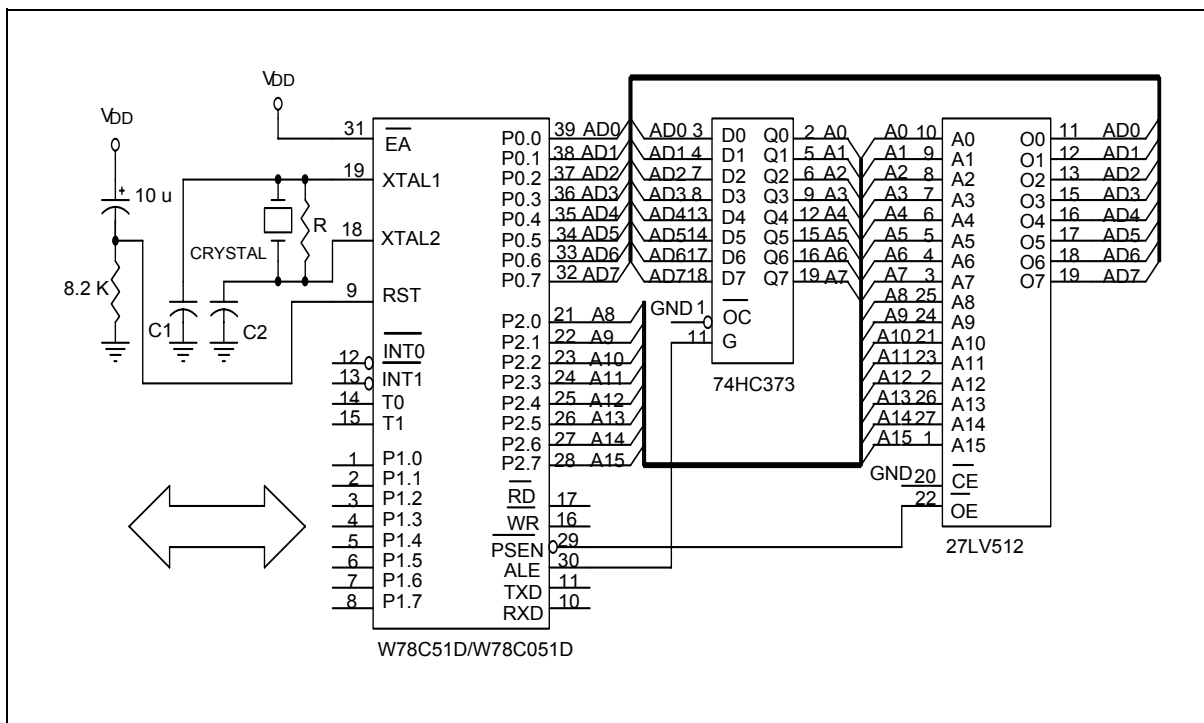 VDD
VDD
10 u
8.2 K
C1
C2
CRYSTAL
R
31 EA
19 XTAL1
18 XTAL2
9 RST
12 INT0
13 INT1
14 T0
15 T1
1 P1.0
2 P1.1
3 P1.2
4 P1.3
5 P1.4
6 P1.5
7 P1.6
8 P1.7
P0.0 39 AD0
P0.1 38 AD1
P0.2 37 AD2
P0.3 36 AD3
P0.4 35 AD4
P0.5 34 AD5
P0.6 33 AD6
P0.7 32 AD7
P2.0 21 A8
P2.1 22 A9
P2.2 23 A10
P2.3 24 A11
P2.4 25 A12
P2.5 26 A13
P2.6 27 A14
P2.7 28 A15
RD 17
WR 16
PSEN 29
ALE 30
TXD 11
RXD 10
W78C51D/W78C051D
AD0 3 D0 Q0 2 A0
AD1 4 D1 Q1 5 A1
AD2 7 D2 Q2 6 A2
AD3 8 D3 Q3 9 A3
AD4 13 D4 Q4 12 A4
AD5 14 D5 Q5 15 A5
AD6 17 D6 Q6 16 A6
AD7 18 D7 Q7 19 A7
GND 1 OC
11 G
74HC373
A0 10 A0 O0 11 AD0
A1 9 A1 O1 12 AD1
A2 8 A2 O2 13 AD2
A3 7 A3 O3 15 AD3
A4 6 A4 O4 16 AD4
A5 5 A5 O5 17 AD5
A6 4 A6 O6 18 AD6
A7 3 A7 O7 19 AD7
A8 25 A8
A9 24 A9
A10 21 A10
A11 23 A11
A12 2 A12
A13 26 A13
A14 27 A14
A15 1 A15
GND 20 CE
22 OE
27LV512